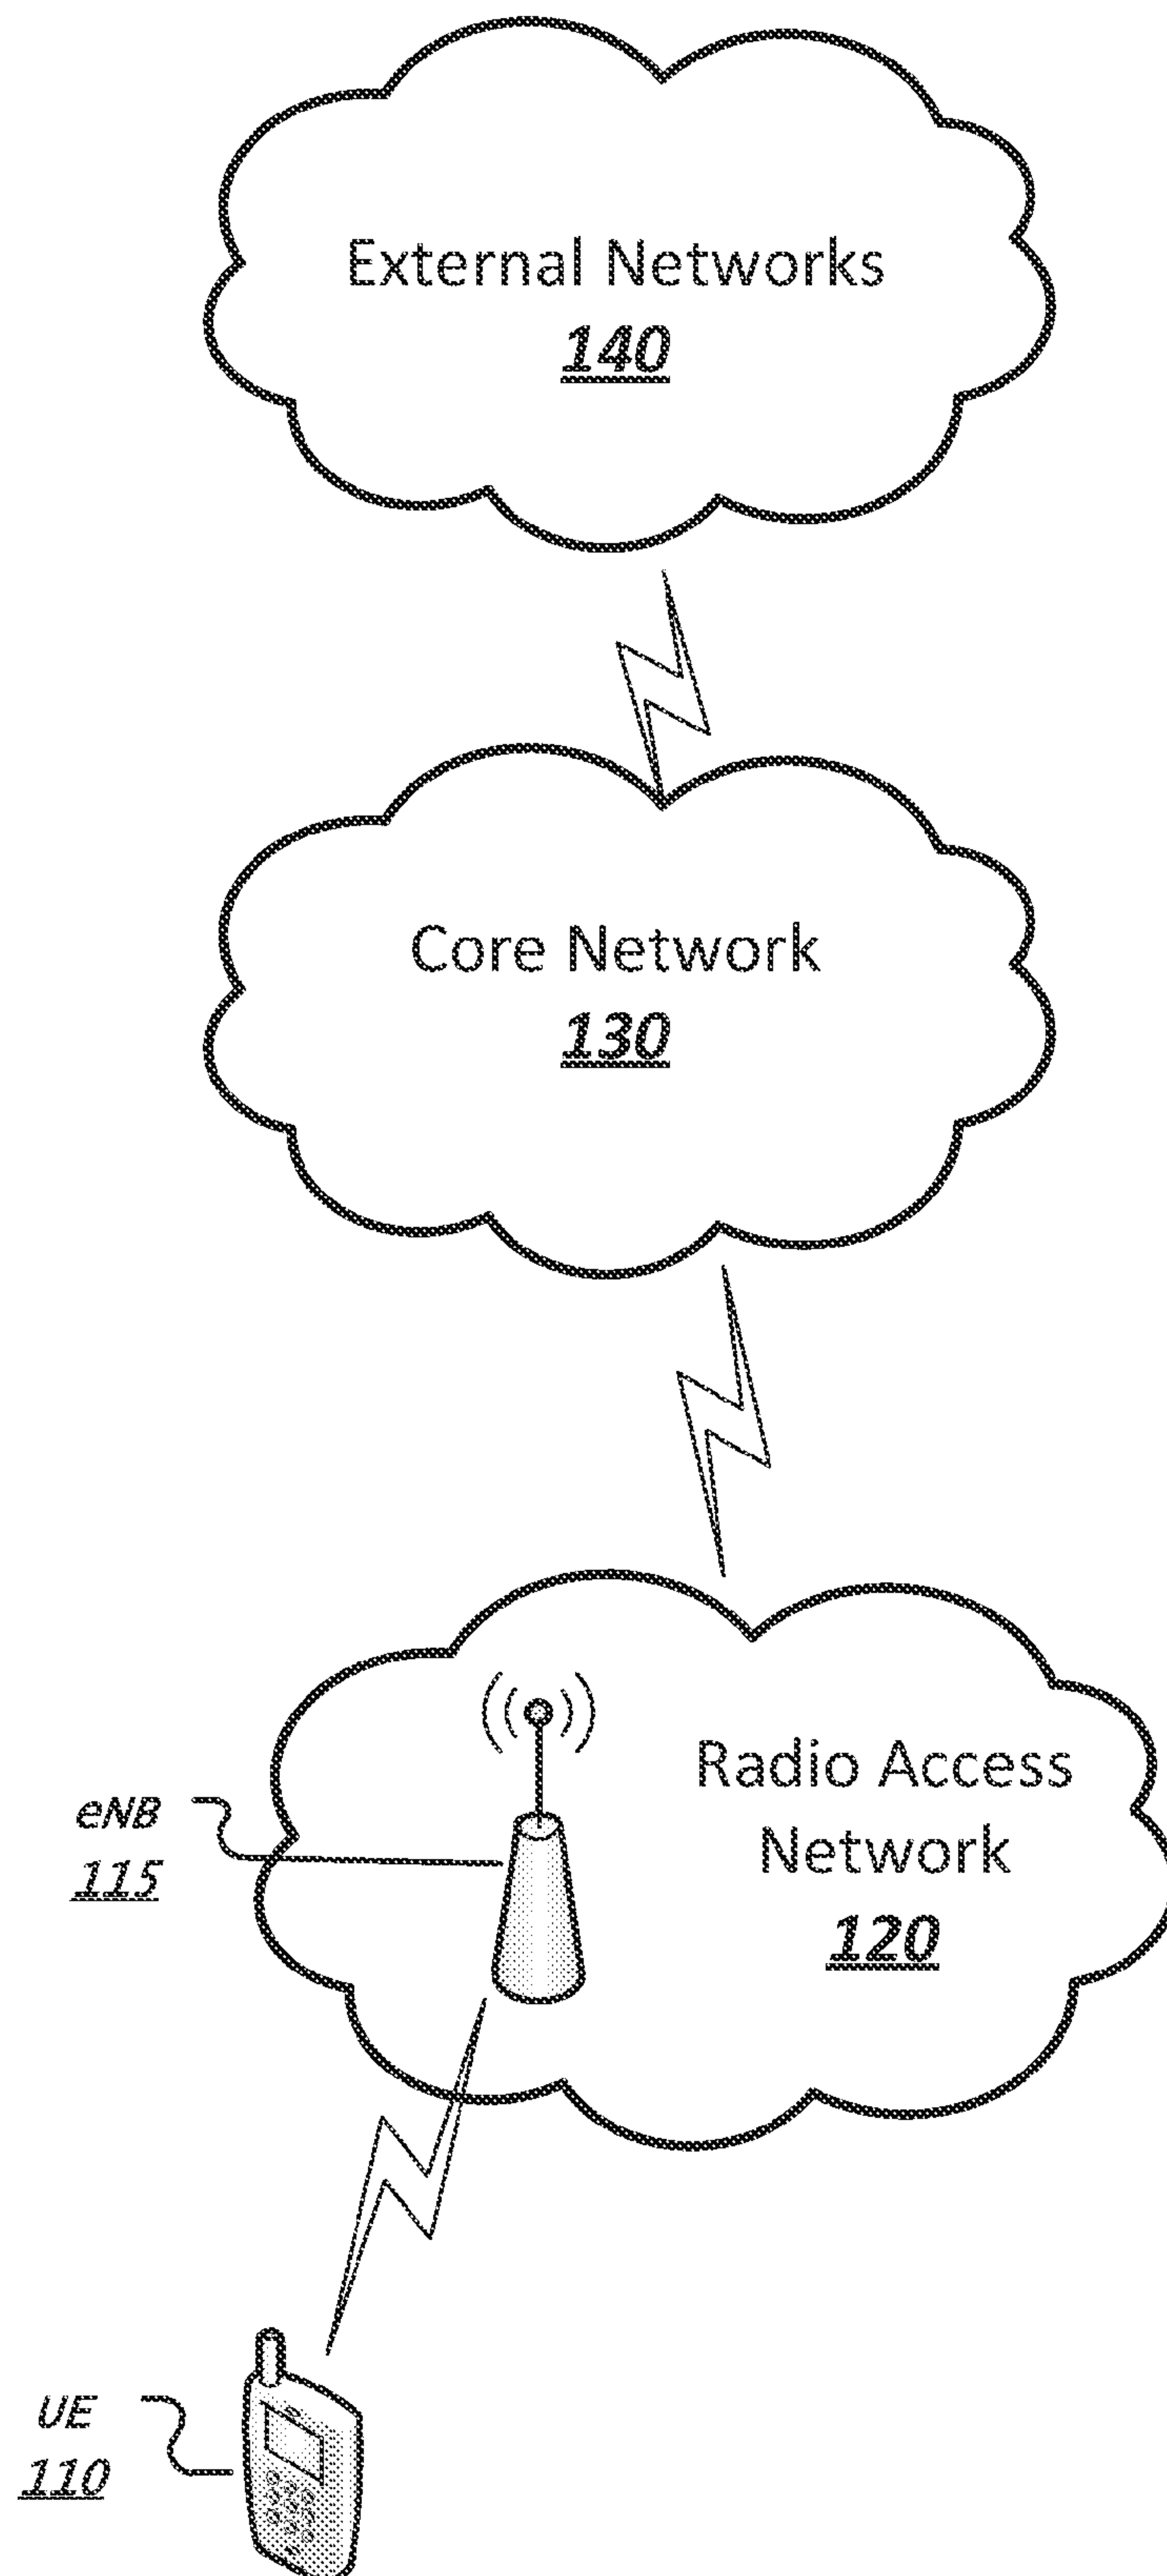 External Networks
140
Core Network
130
Radio Access
Network
120
eNB
115
UE
110